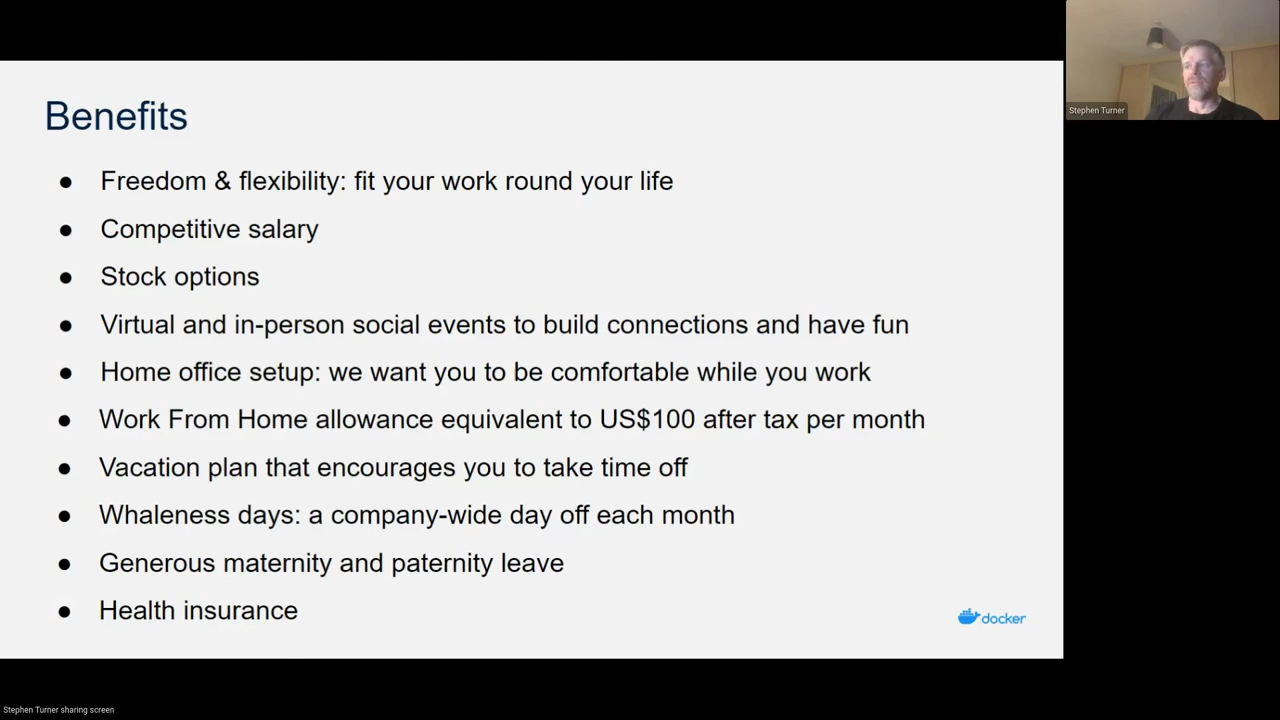 Benefits
Freedom & flexibility: fit your work round your life
Competitive salary
Stock options
Virtual and in-person social events to build connections and have fun
Home office setup: we want you to be comfortable while you work
Work From Home allowance equivalent to US$100 after tax per month
Vacation plan that encourages you to take time off
Whaleness days: a company-wide day off each month
Generous maternity and paternity leave
Health insurance
docker
Stephen Turner
Stephen Turner sharing screen